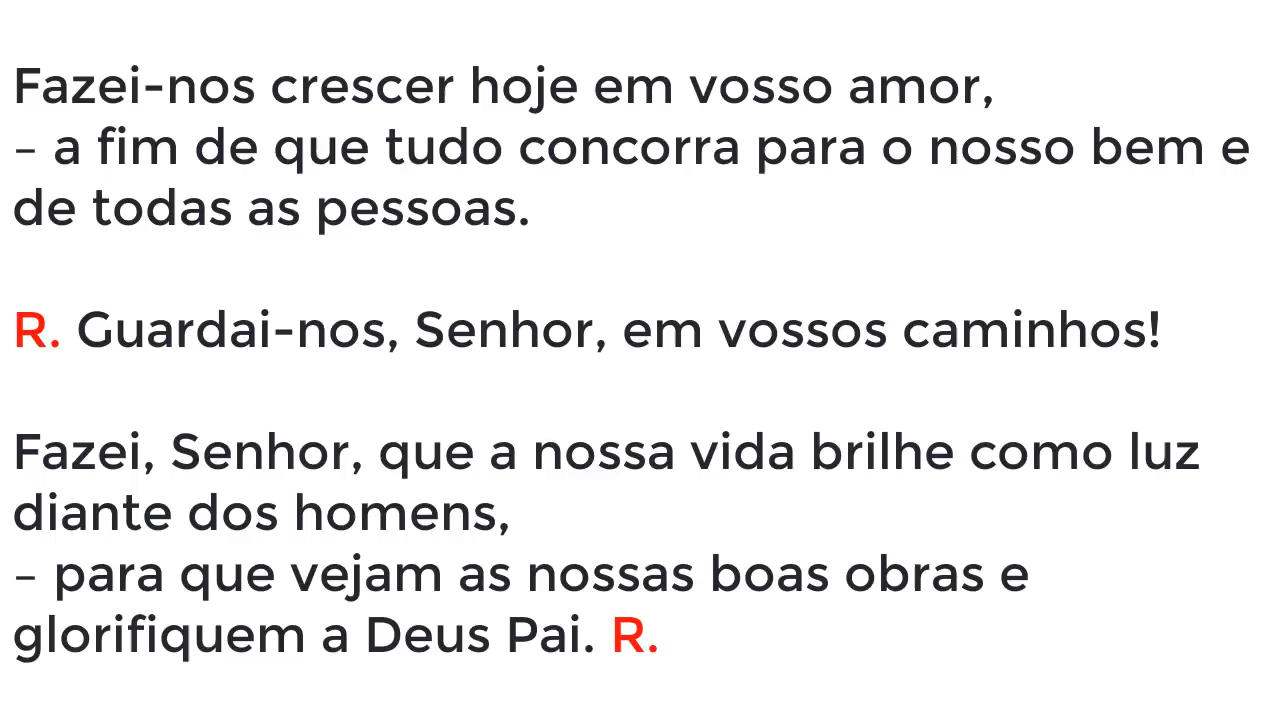 Fazei-nos crescer hoje em vosso amor,
– a fim de que tudo concorra para o nosso bem e
de todas as pessoas.
R. Guardai-nos, Senhor, em vossos caminhos!
Fazei, Senhor, que a nossa vida brilhe como luz
diante dos homens,
– para que vejam as nossas boas obras e
glorifiquem a Deus Pai. R.